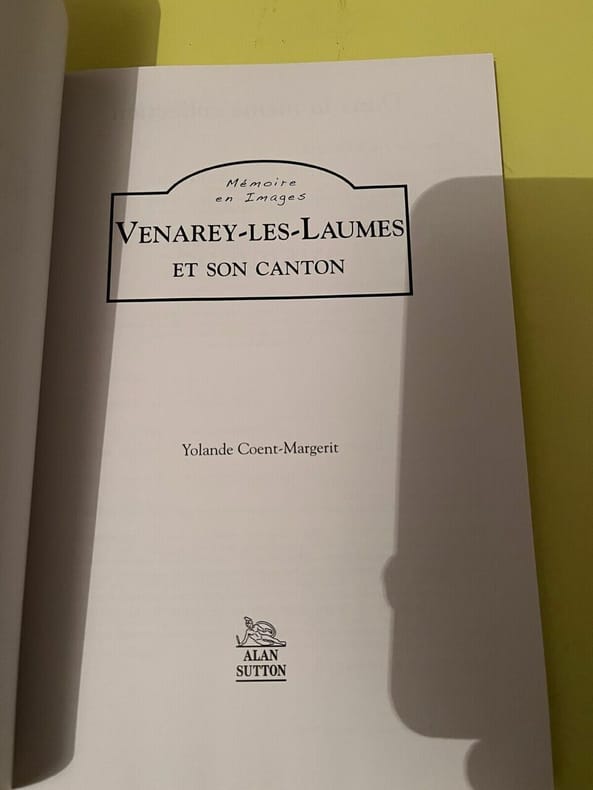 Mémoire
en Images
VENAREY-LES-LAUMES
ET SON CANTON
Yolande Coent-Margerit
ALAN
SUTTON